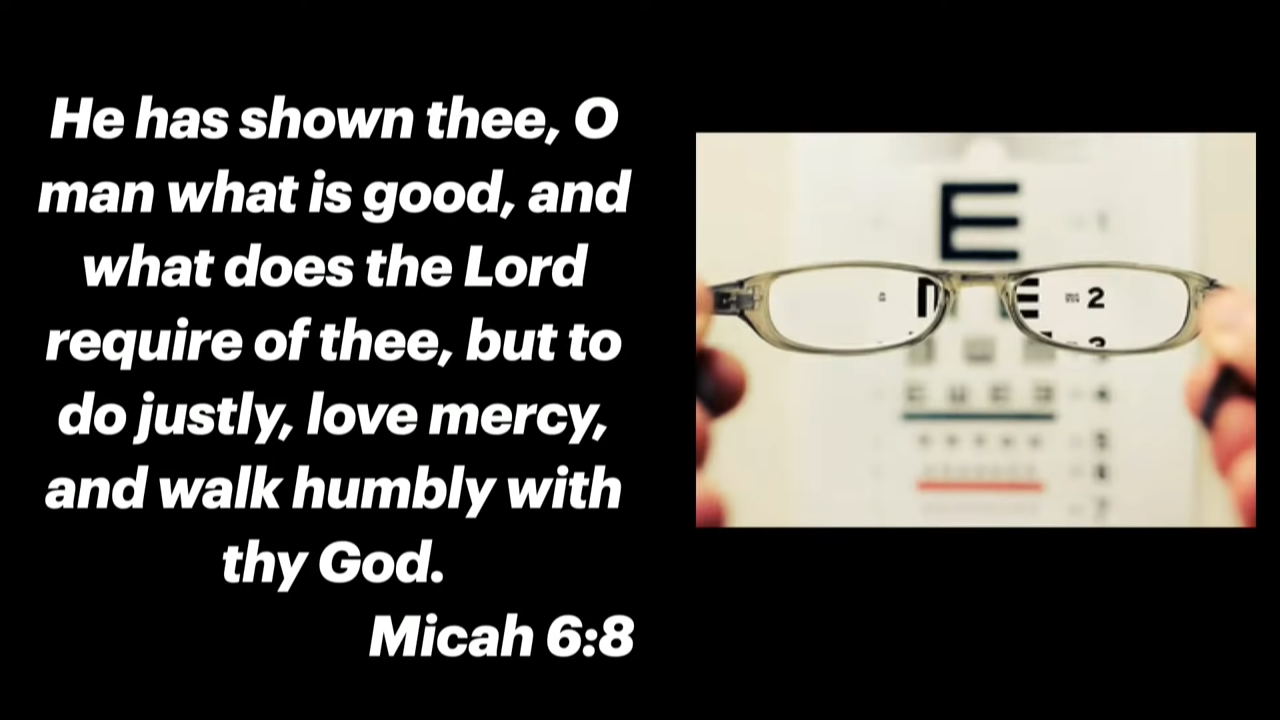 He has shown thee, O
man what is good, and
what does the Lord
require of thee, but to
do justly, love mercy,
and walk humbly with
thy God.
Micah 6:8
E
2